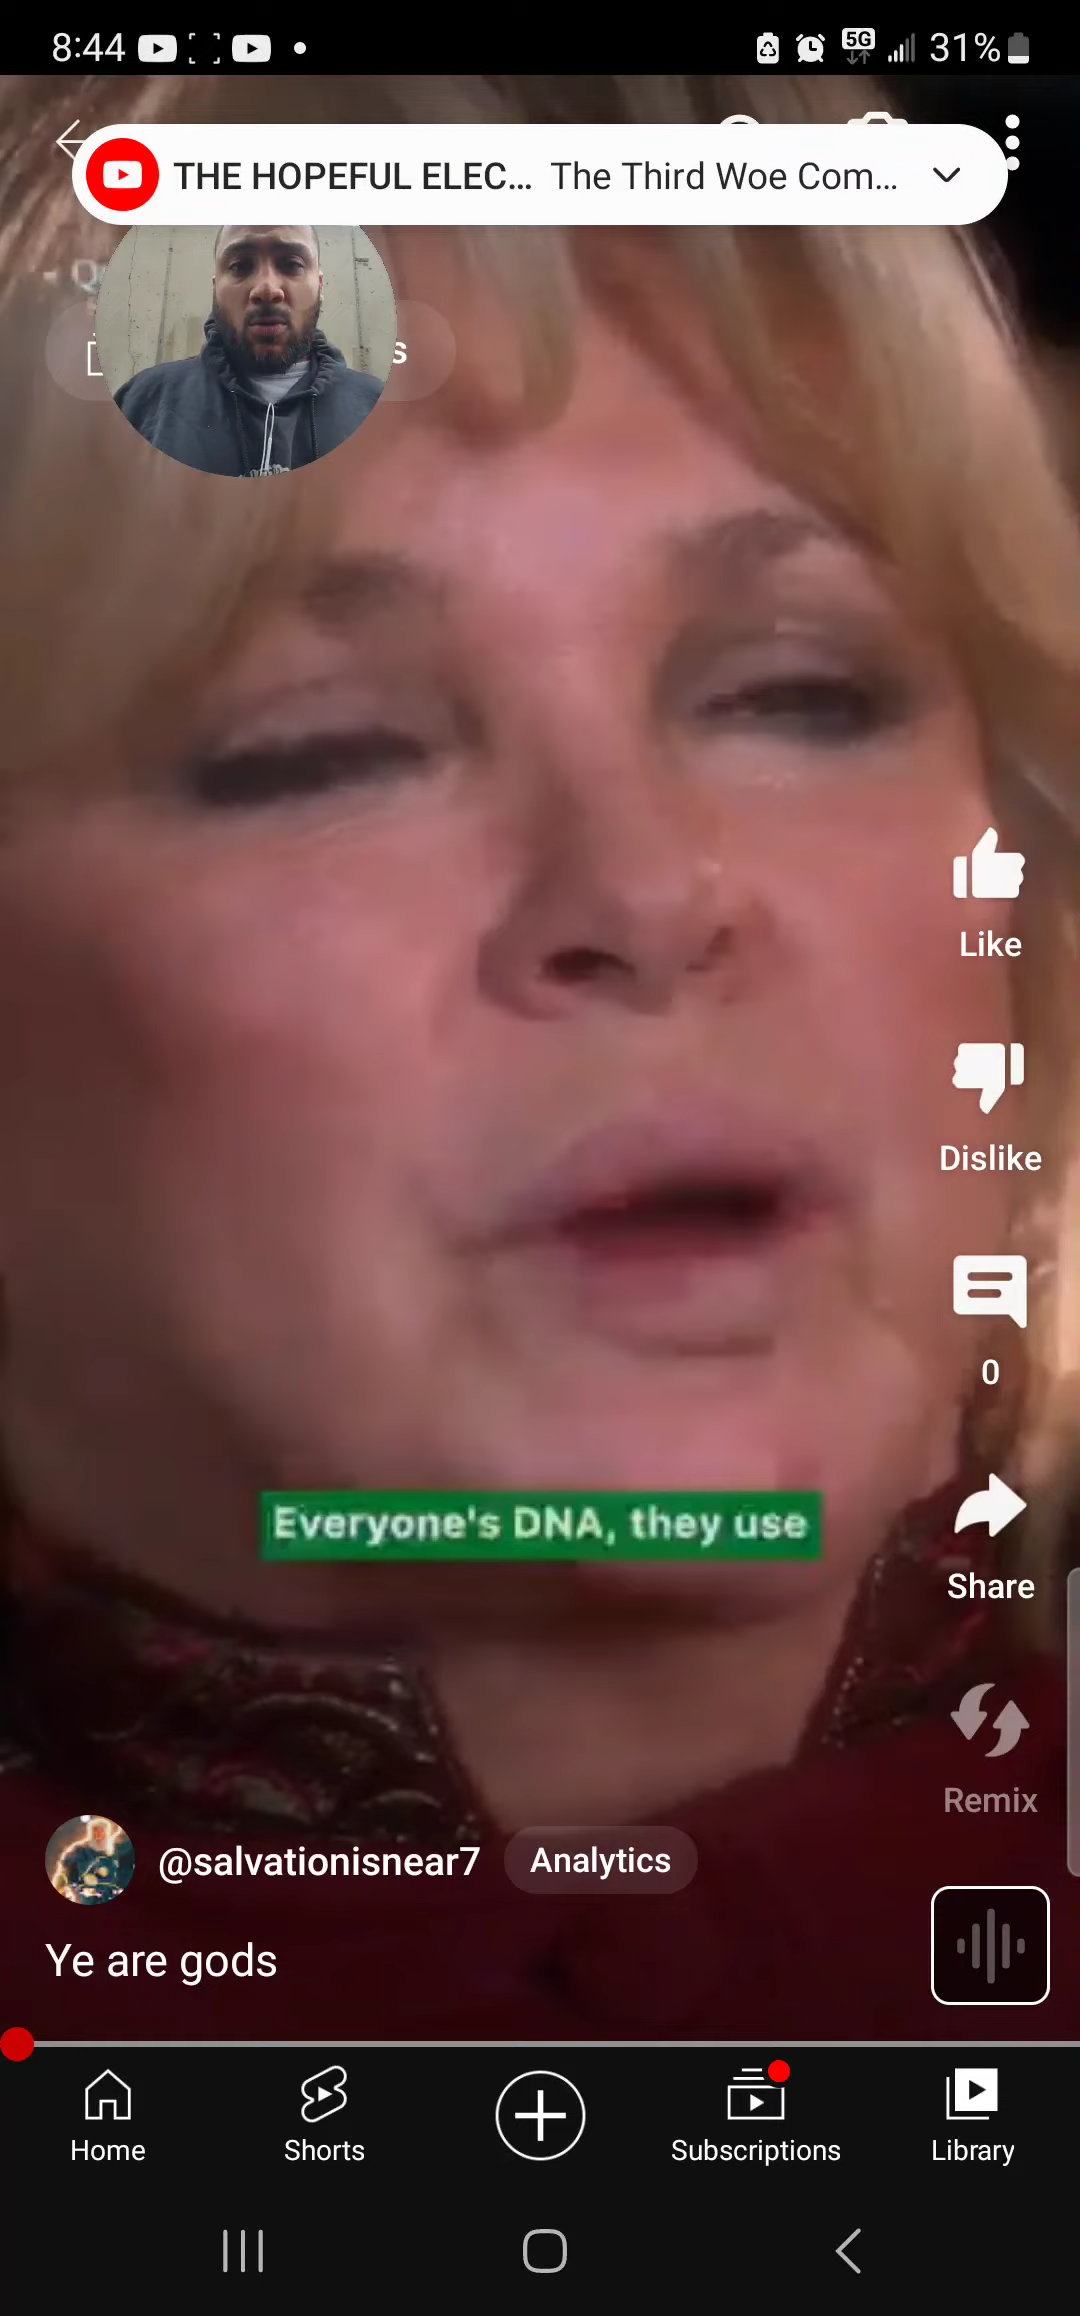 8:44
5G
31%
THE HOPEFUL ELEC... The Third Woe Com...
Like
Dislike
Everyone's DNA, they use
0
Share
Remix
@salvationisnear7
Analytics
Ye are gods
Home
Shorts
Subscriptions
Library